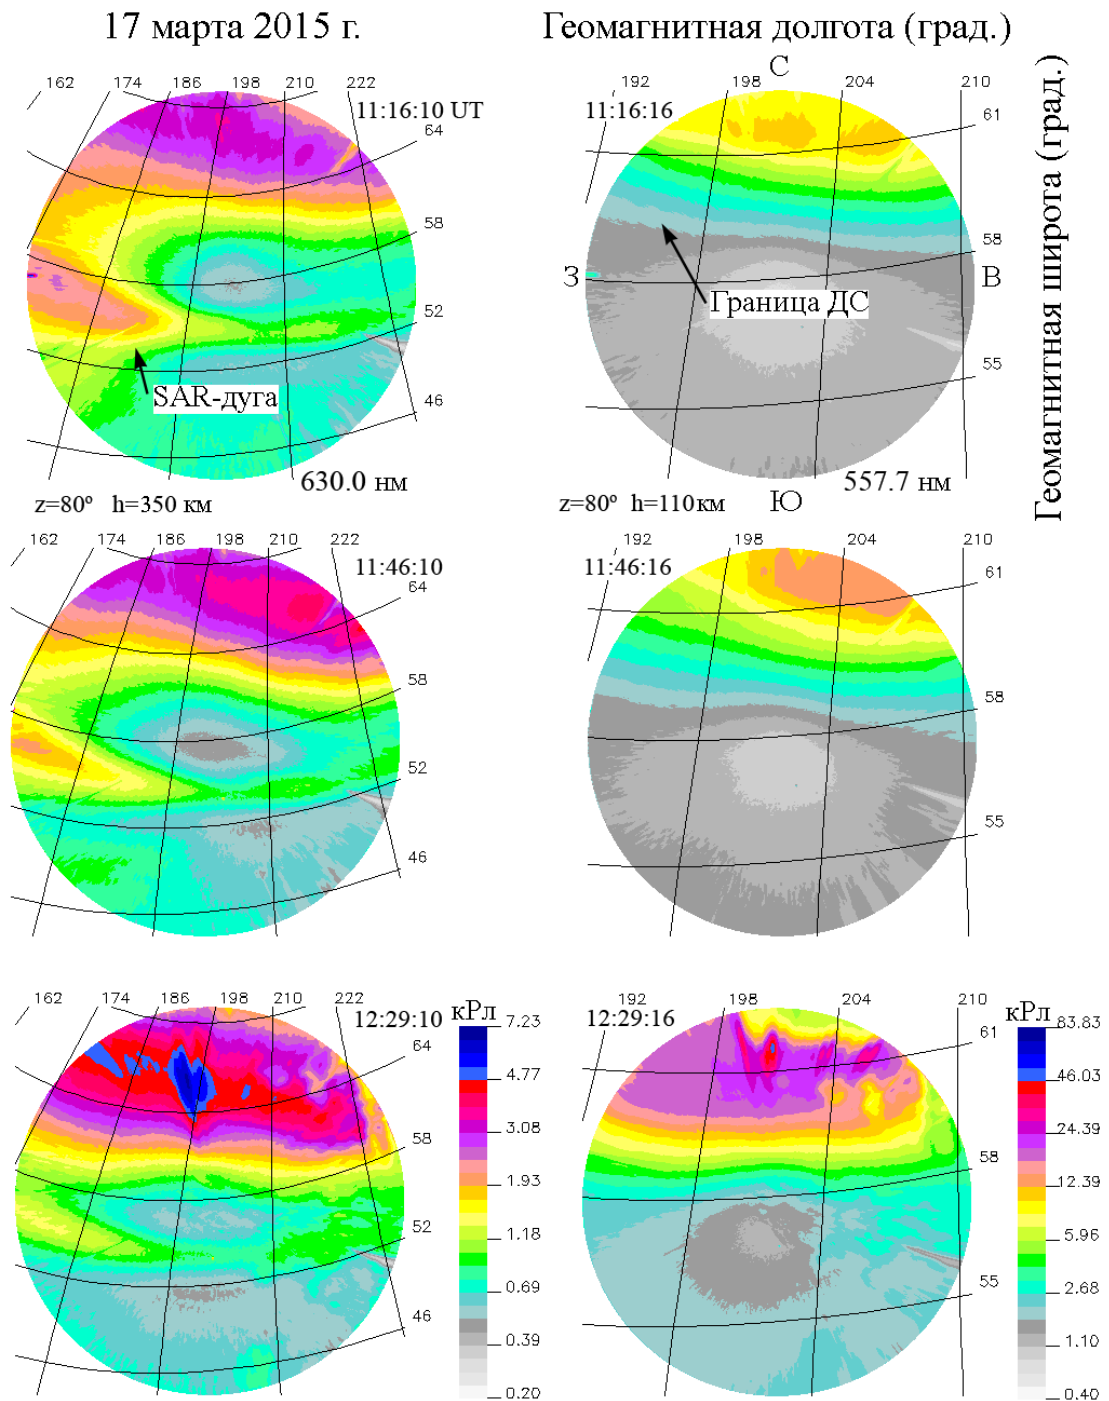 17 марта 2015 г.
Геомагнитная долгота (град.)
Геомагнитная широта (град.)
162 174 186 198 210 222
11:16:10 UT
64
58
52
46
SAR-дуга
630.0 нм
z=80° h=350 км
192 198 С 204 210
11:16:16
61
58
З
В
Граница ДС
55
557.7 нм
z=80° h=110км
Ю
162 174 186 198 210 222
11:46:10
64
58
52
46
192 198 204 210
11:46:16
61
58
55
162 174 186 198 210 222
12:29:10
64
58
52
46
кРл
7.23
4.77
3.08
1.93
1.18
0.69
0.39
0.20
192 198 204 210
12:29:16
61
58
55
кРл
83.83
46.03
24.39
12.39
5.96
2.68
1.10
0.40